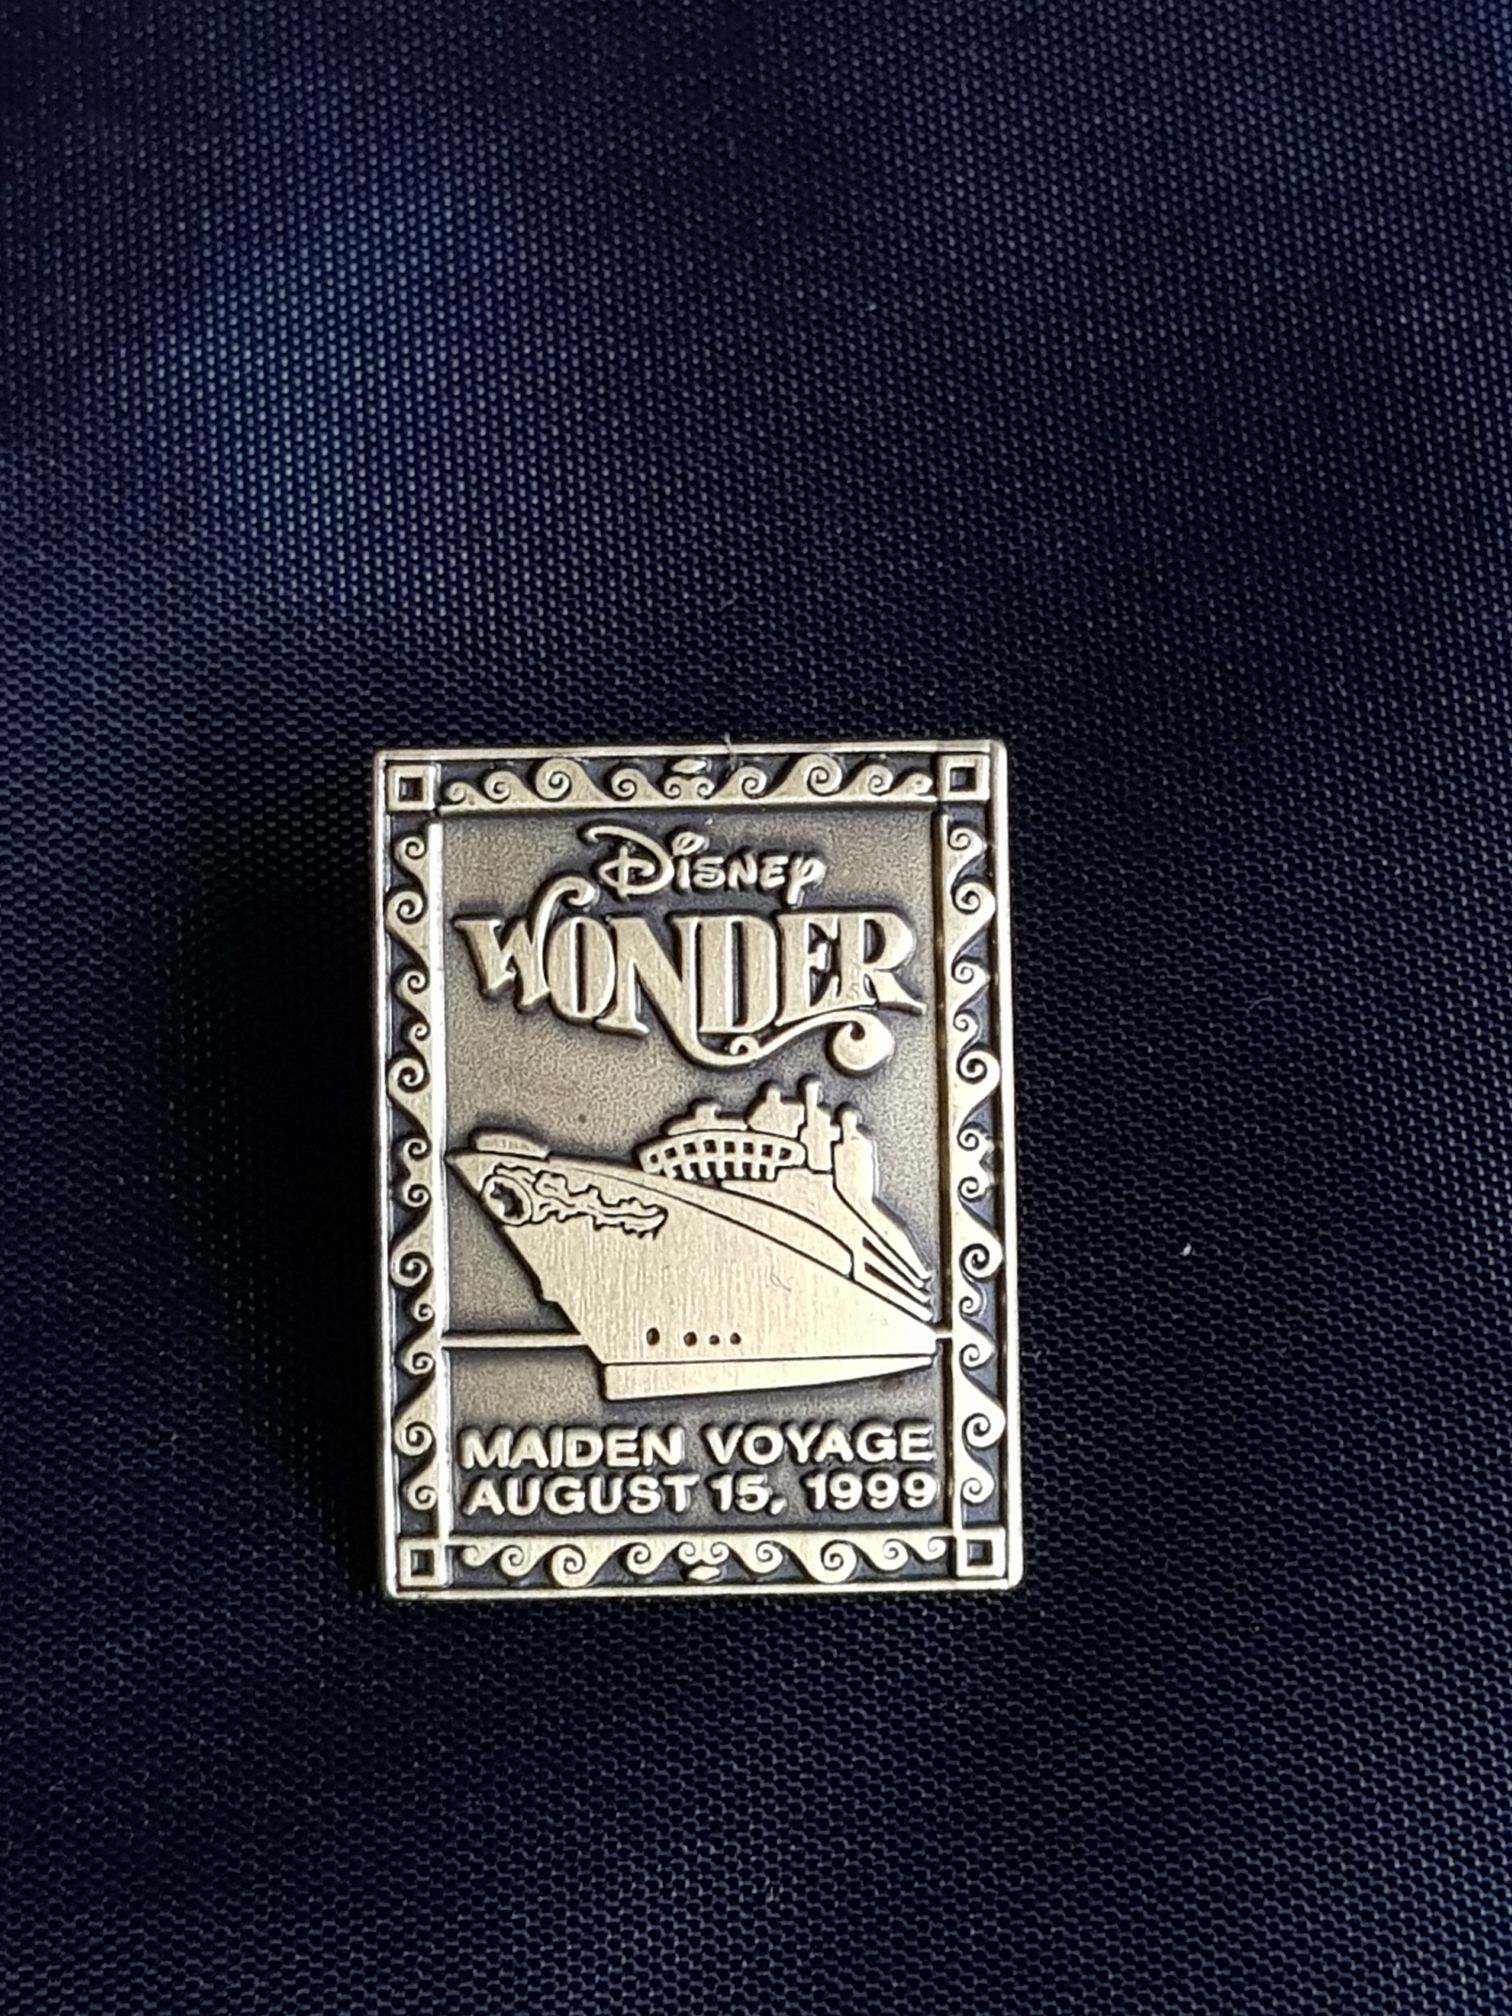 Disney
WONDER
MAIDEN VOYAGE
AUGUST 15, 1999